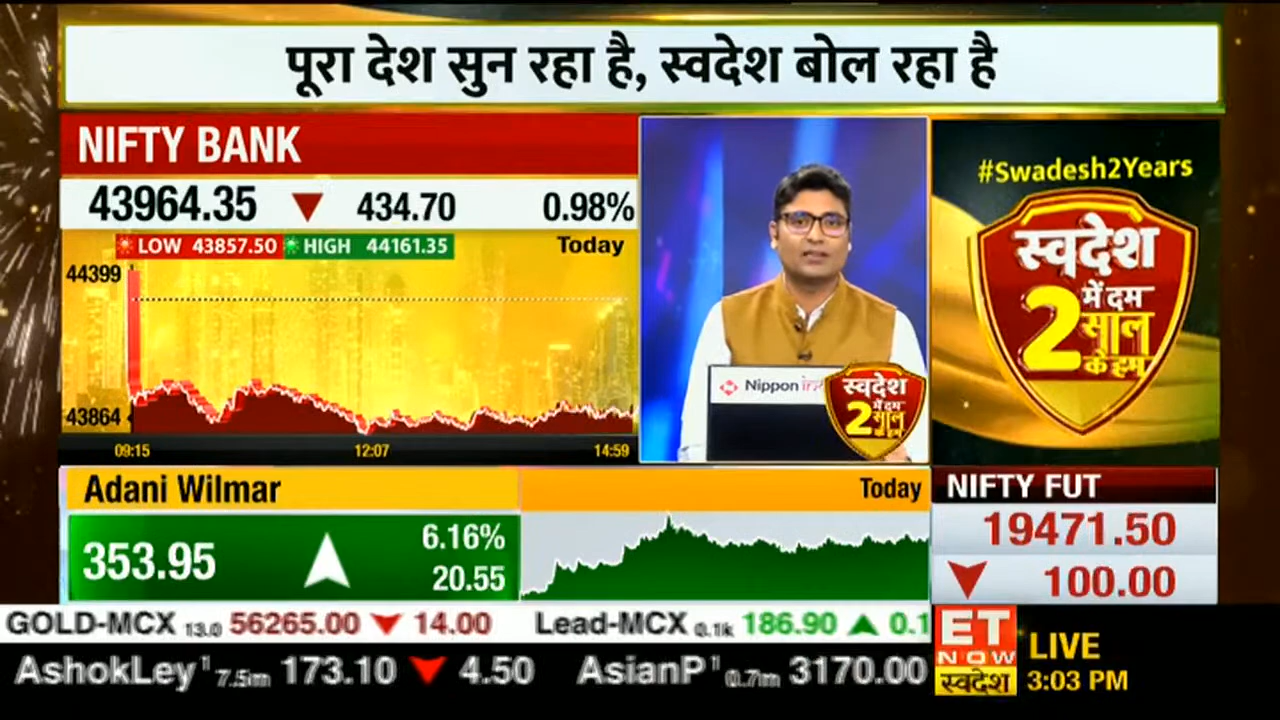 पूरा देश सुन रहा है, स्वदेश बोल रहा है
NIFTY BANK
43964.35 434.70 0.98%
LOW 43857.50 HIGH 44161.35 Today
44399
43864
09:15 12:07 14:59
Nippon
स्वदेश
में दम
2 साल
के हम
#Swadesh2Years
स्वदेश
में दम
2 साल
के हम
Adani Wilmar Today
353.95 6.16%
20.55
NIFTY FUT
19471.50
100.00
GOLD-MCX 13.0 56265.00 14.00 Lead-MCX 0.1k 186.90 0.1
AshokLey 7.5m 173.10 4.50 AsianP 0.7m 3170.00
ET
NOW
स्वदेश
LIVE
3:03 PM